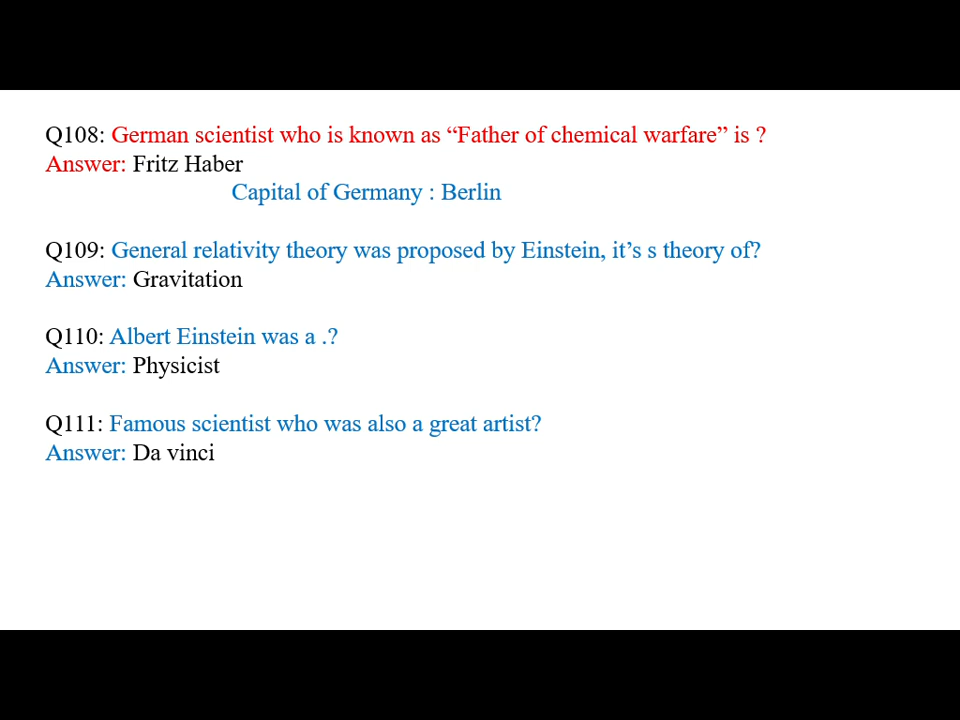 Q108: German scientist who is known as “Father of chemical warfare” is ?
Answer: Fritz Haber
Capital of Germany : Berlin
Q109: General relativity theory was proposed by Einstein, it’s s theory of?
Answer: Gravitation
Q110: Albert Einstein was a .?
Answer: Physicist
Q111: Famous scientist who was also a great artist?
Answer: Da vinci